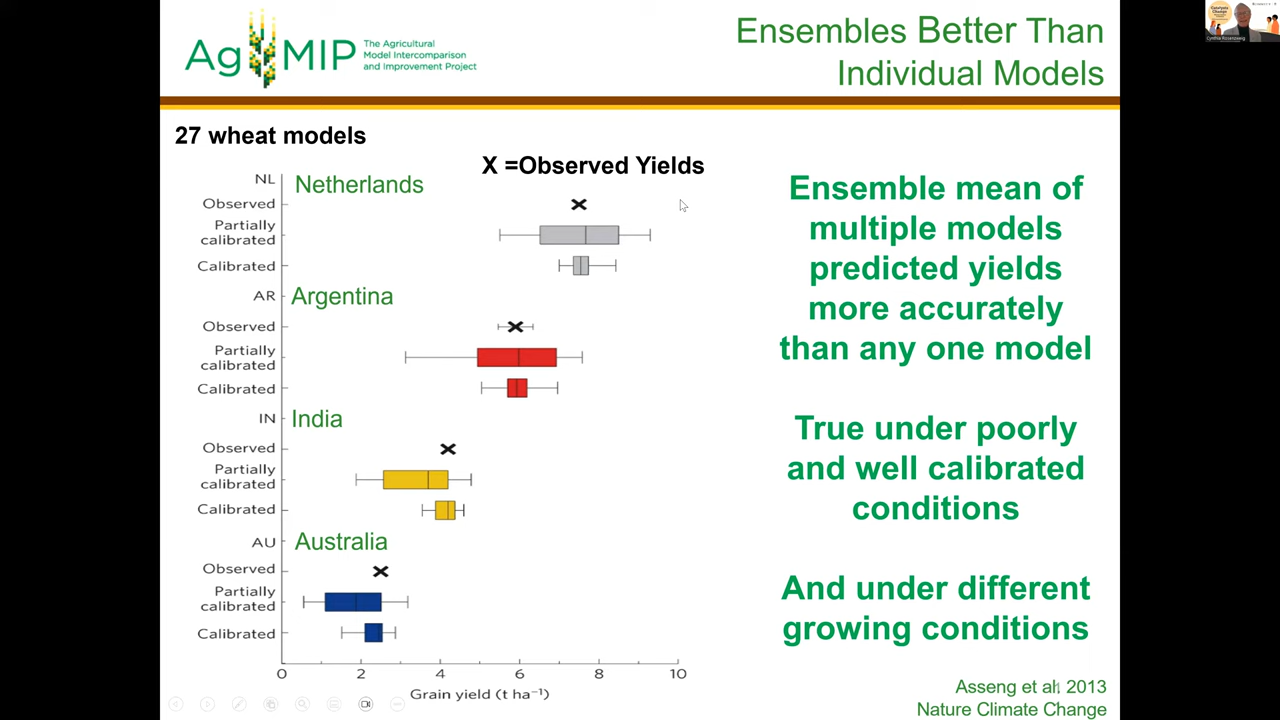 AgMIP
The Agricultural
Model Intercomparison
and Improvement Project
Ensembles Better Than
Individual Models
27 wheat models
X =Observed Yields
NL
Netherlands
Observed
Partially
calibrated
Calibrated
AR
Argentina
Observed
Partially
calibrated
Calibrated
IN
India
Observed
Partially
calibrated
Calibrated
AU
Australia
Observed
Partially
calibrated
Calibrated
0 2 4 6 8 10
Grain yield (t ha⁻¹)
Ensemble mean of
multiple models
predicted yields
more accurately
than any one model
True under poorly
and well calibrated
conditions
And under different
growing conditions
Asseng et al. 2013
Nature Climate Change
Cynthia Rosenzweig